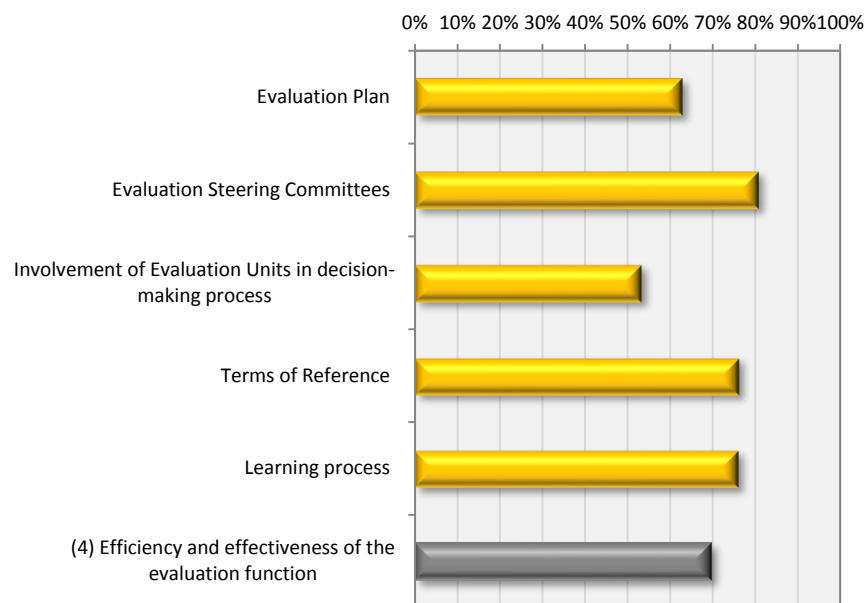 0% 10% 20% 30% 40% 50% 60% 70% 80% 90%100%
Evaluation Plan
Evaluation Steering Committees
Involvement of Evaluation Units in decision-
making process
Terms of Reference
Learning process
(4) Efficiency and effectiveness of the
evaluation function